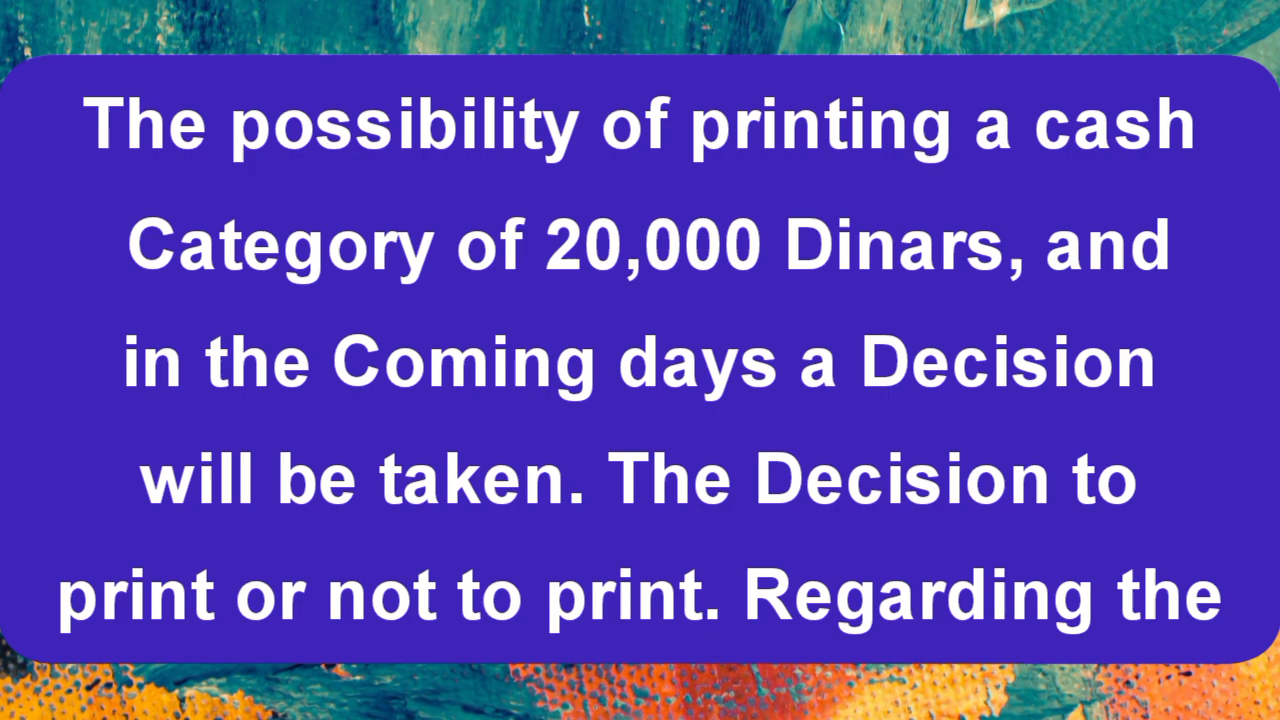 The possibility of printing a cash
Category of 20,000 Dinars, and
in the Coming days a Decision
will be taken. The Decision to
print or not to print. Regarding the